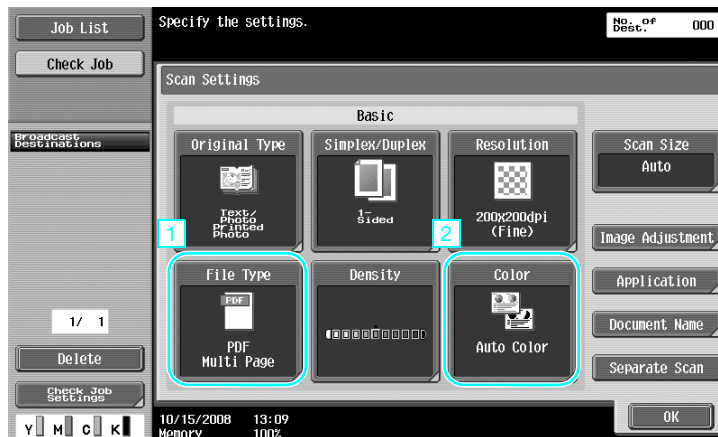 Job List
Specify the settings.
No. of
Dest.
000
Check Job
Scan Settings
Basic
Broadcast
Destinations
Original Type
Simplex/Duplex
Resolution
Scan Size
Auto
Text/
Photo
Printed
Photo
1-
Sided
200X200dpi
(Fine)
1
2
Image Adjustment
File Type
Density
Color
Application
PDF
1/ 1
Document Name
PDF
Multi Page
Auto Color
Delete
Separate Scan
Check Job
Settings
OK
Y M C K
10/15/2008 13:09
Memory 100%